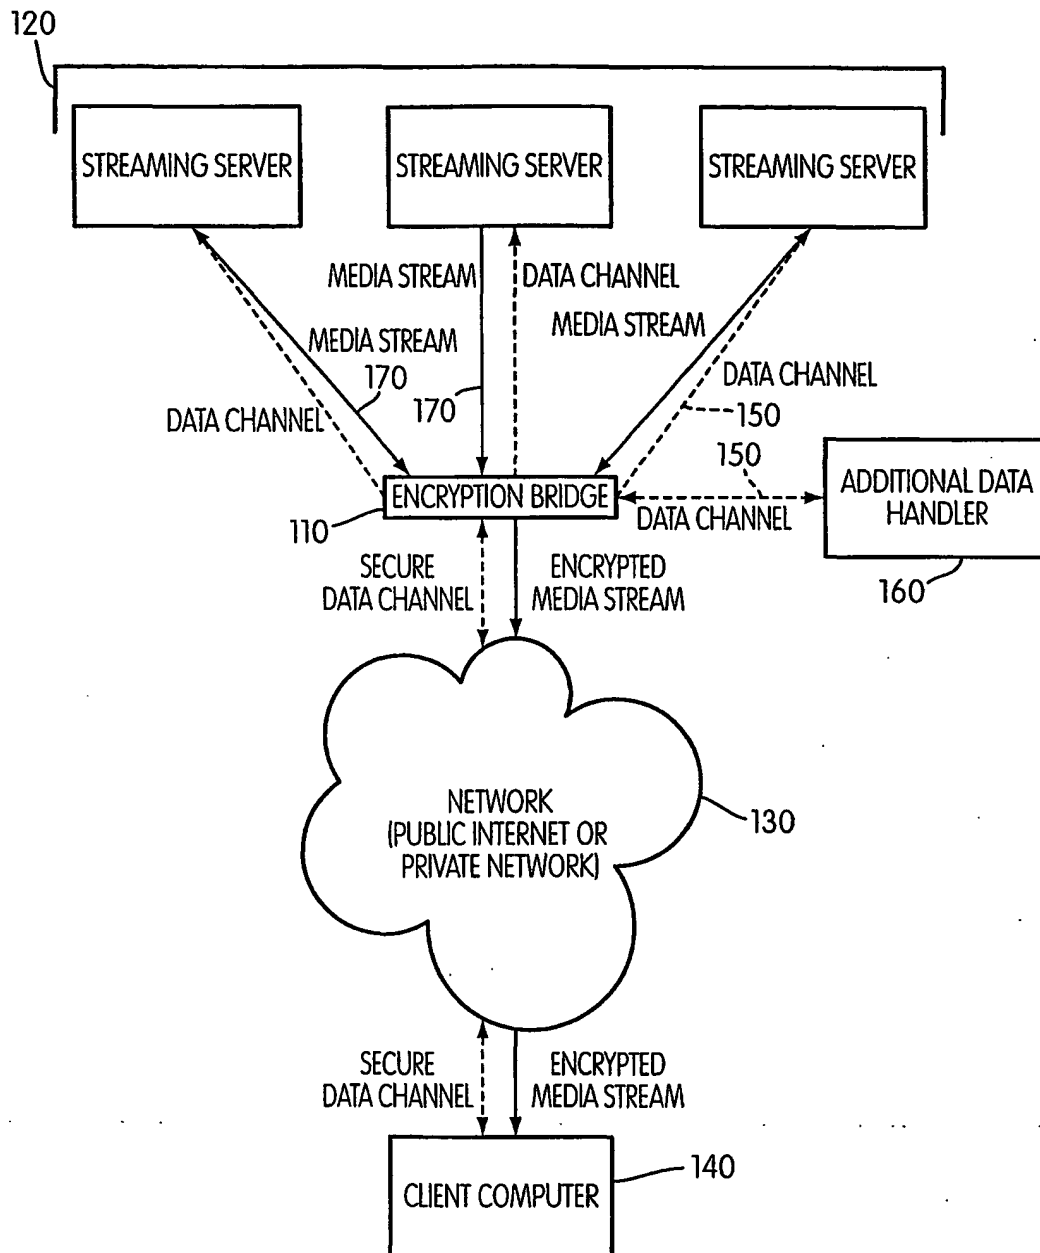 120
STREAMING SERVER
STREAMING SERVER
STREAMING SERVER
MEDIA STREAM
DATA CHANNEL
MEDIA STREAM
MEDIA STREAM
170
170
DATA CHANNEL
DATA CHANNEL
150
150
ENCRYPTION BRIDGE
110
DATA CHANNEL
ADDITIONAL DATA
HANDLER
160
SECURE
DATA CHANNEL
ENCRYPTED
MEDIA STREAM
NETWORK
(PUBLIC INTERNET OR
PRIVATE NETWORK)
130
SECURE
DATA CHANNEL
ENCRYPTED
MEDIA STREAM
CLIENT COMPUTER
140